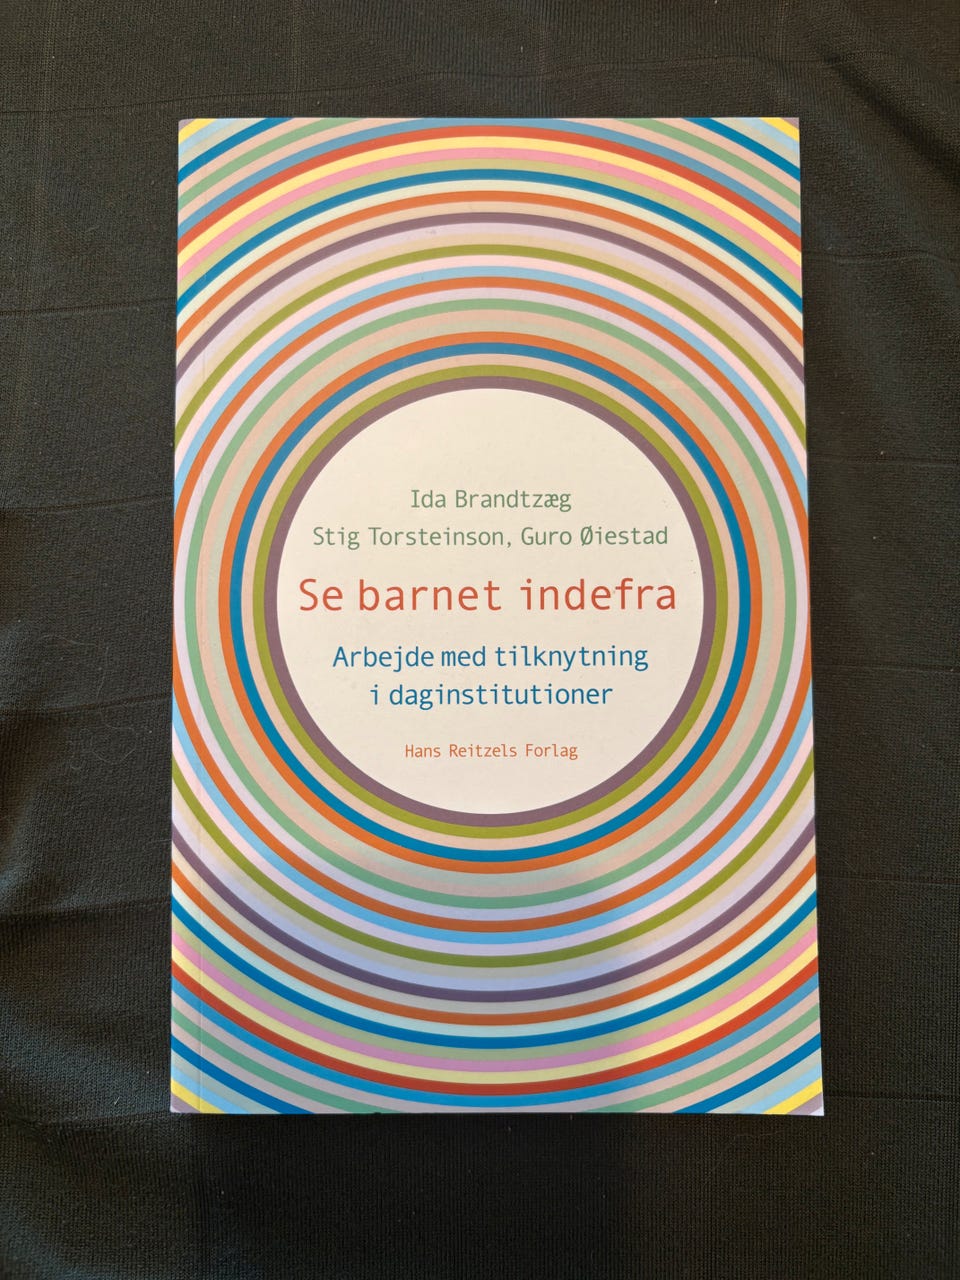 Ida Brandtzæg
Stig Torsteinson, Guro Øiestad
Se barnet indefra
Arbejde med tilknytning
i daginstitutioner
Hans Reitzels Forlag